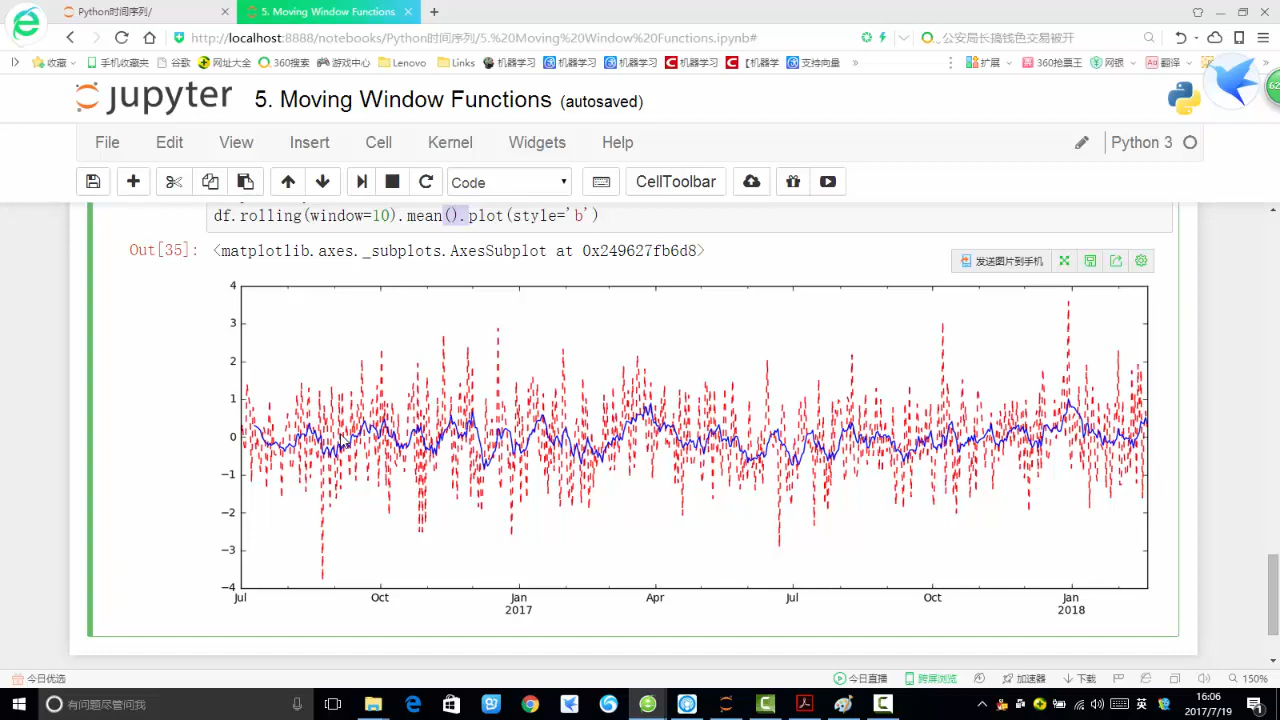 Python时间序列/
5. Moving Window Functions
http://localhost:8888/notebooks/Python时间序列/5.%20Moving%20Window%20Functions.ipynb#
公安局长搞钱色交易被开
收藏 手机收藏夹 谷歌 网址大全 360搜索 游戏中心 Lenovo Links 机器学习 机器学习 机器学习 机器学习 【机器学 支持向量 » 扩展 360抢票王 网银 翻译 »
62
jupyter 5. Moving Window Functions (autosaved)
File Edit View Insert Cell Kernel Widgets Help Python 3
Code CellToolbar
df.rolling(window=10).mean().plot(style='b')
Out[35]: <matplotlib.axes._subplots.AxesSubplot at 0x249627fb6d8>
发送图片到手机
4
3
2
1
0
−1
−2
−3
−4
Jul Oct Jan Apr Jul Oct Jan
2017 2018
今日优选 今日直播 跨屏浏览 加速器 下载 150%
有问题尽管问我 英 16:06
2017/7/19